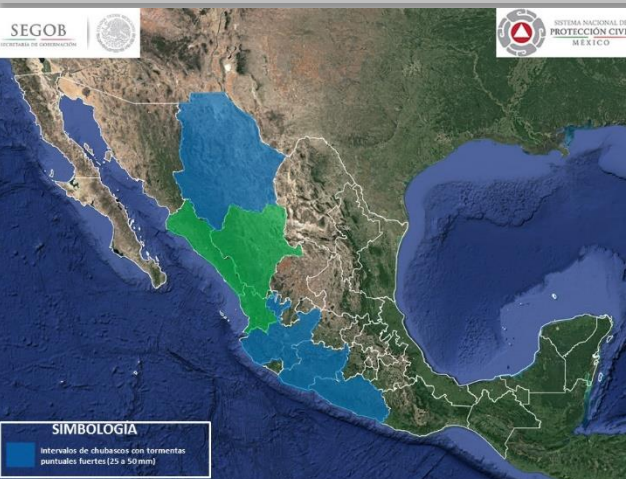 SEGOB
SECRETARÍA DE GOBERNACIÓN
SISTEMA NACIONAL DE
PROTECCIÓN CIVI
MÉXICO
SIMBOLOGÍA
Intervalos de chubascos con tormentas
puntuales fuertes (25 a 50 mm)